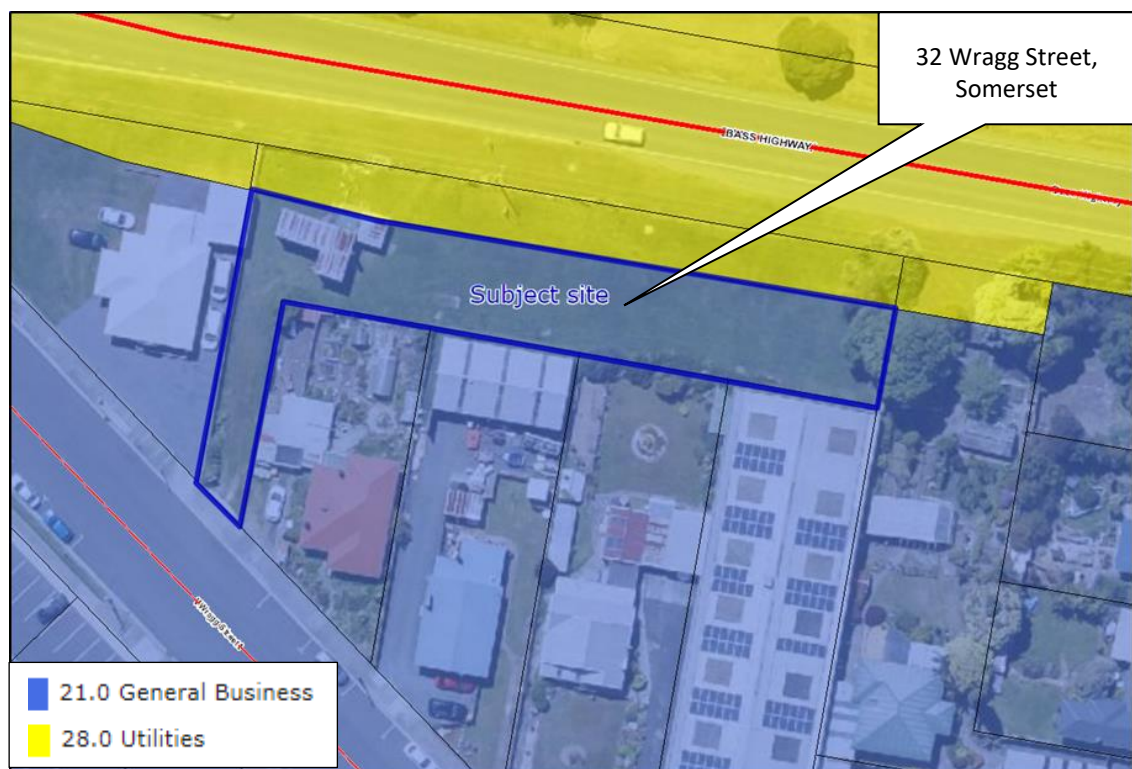 32 Wragg Street,
Somerset
BASS HIGHWAY
Subject site
Wragg Street
21.0 General Business
28.0 Utilities